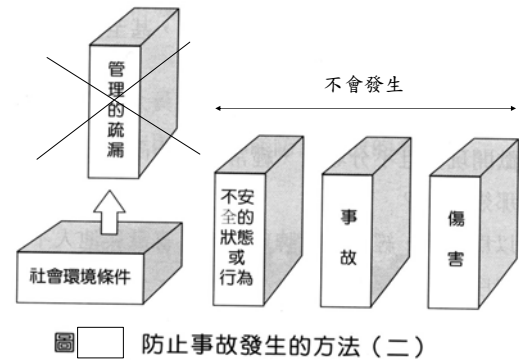 管理的疏漏
不會發生
不安全的狀態或行為
事故
傷害
社會環境條件
圖 防止事故發生的方法（二）